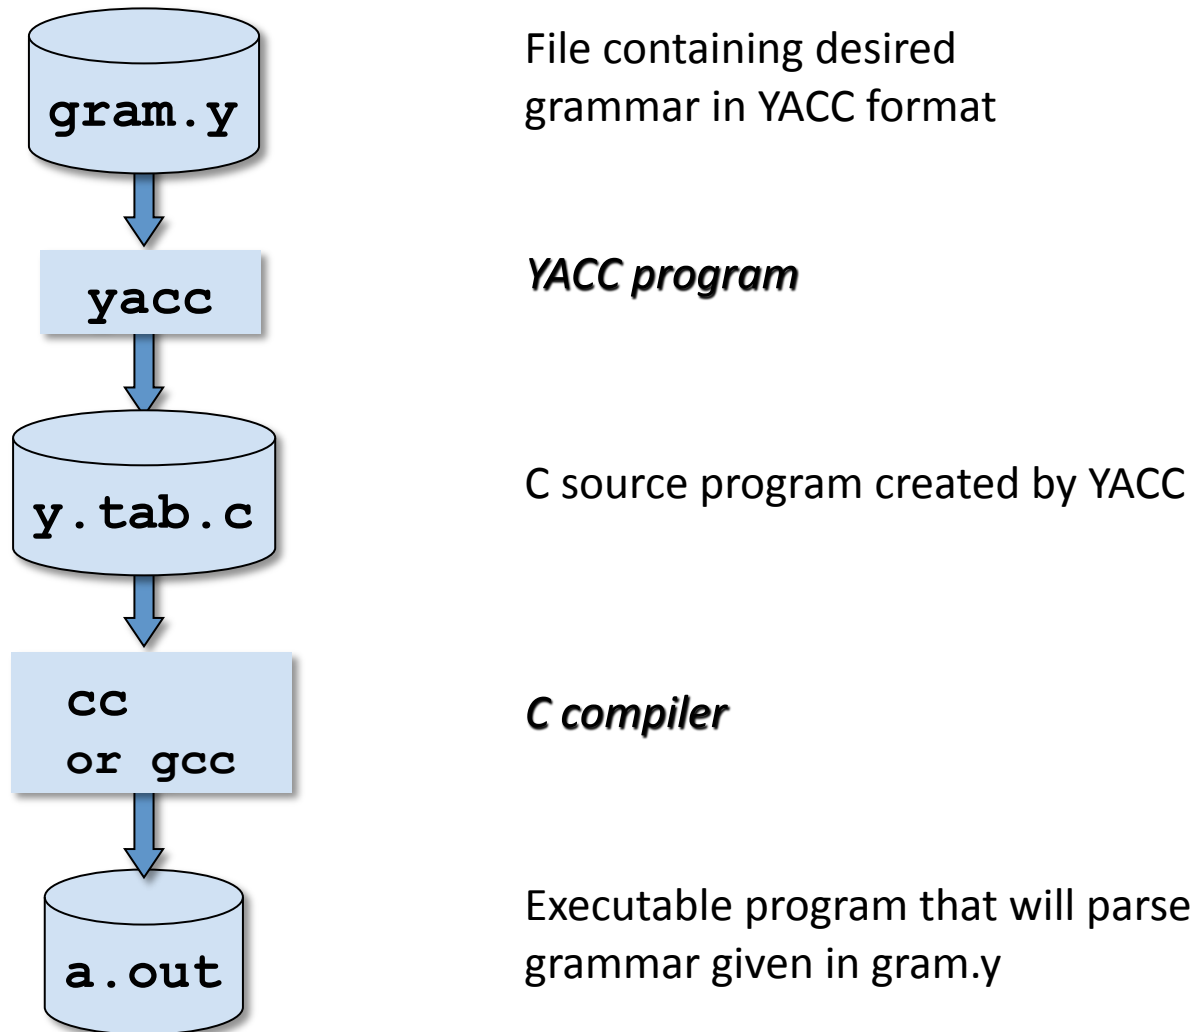 gram.y
File containing desired
grammar in YACC format
yacc
YACC program
y.tab.c
C source program created by YACC
cc
or gcc
C compiler
a.out
Executable program that will parse
grammar given in gram.y